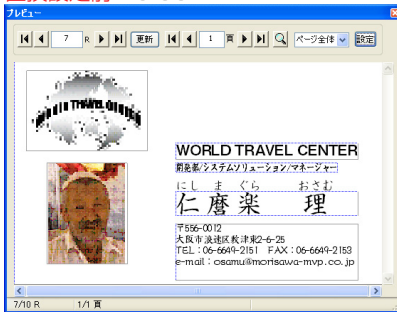 プレビュー
7 R 更新 1 頁 ページ全体 設定
WORLD TRAVEL CENTER
WORLD TRAVEL CENTER
開発部/システムソリューション/マネージャー
にし ま ぐら おさむ
仁磨楽 理
〒556-0012
大阪市浪速区敷津東2-6-25
TEL：06-6649-2151 FAX：06-6649-2153
e-mail：osamu@morisawa-mvp.co.jp
7/10 R 1/1 頁